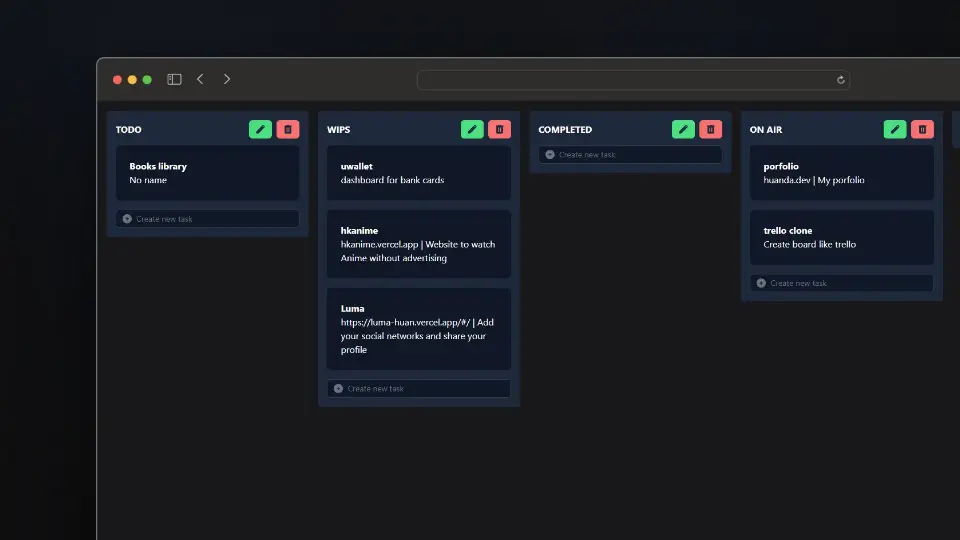 TODO
Books library
No name
Create new task
WIPS
uwallet
dashboard for bank cards
hkanime
hkanime.vercel.app | Website to watch
Anime without advertising
Luma
https://luma-huan.vercel.app/#/ | Add
your social networks and share your
profile
Create new task
COMPLETED
Create new task
ON AIR
porfolio
huanda.dev | My porfolio
trello clone
Create board like trello
Create new task